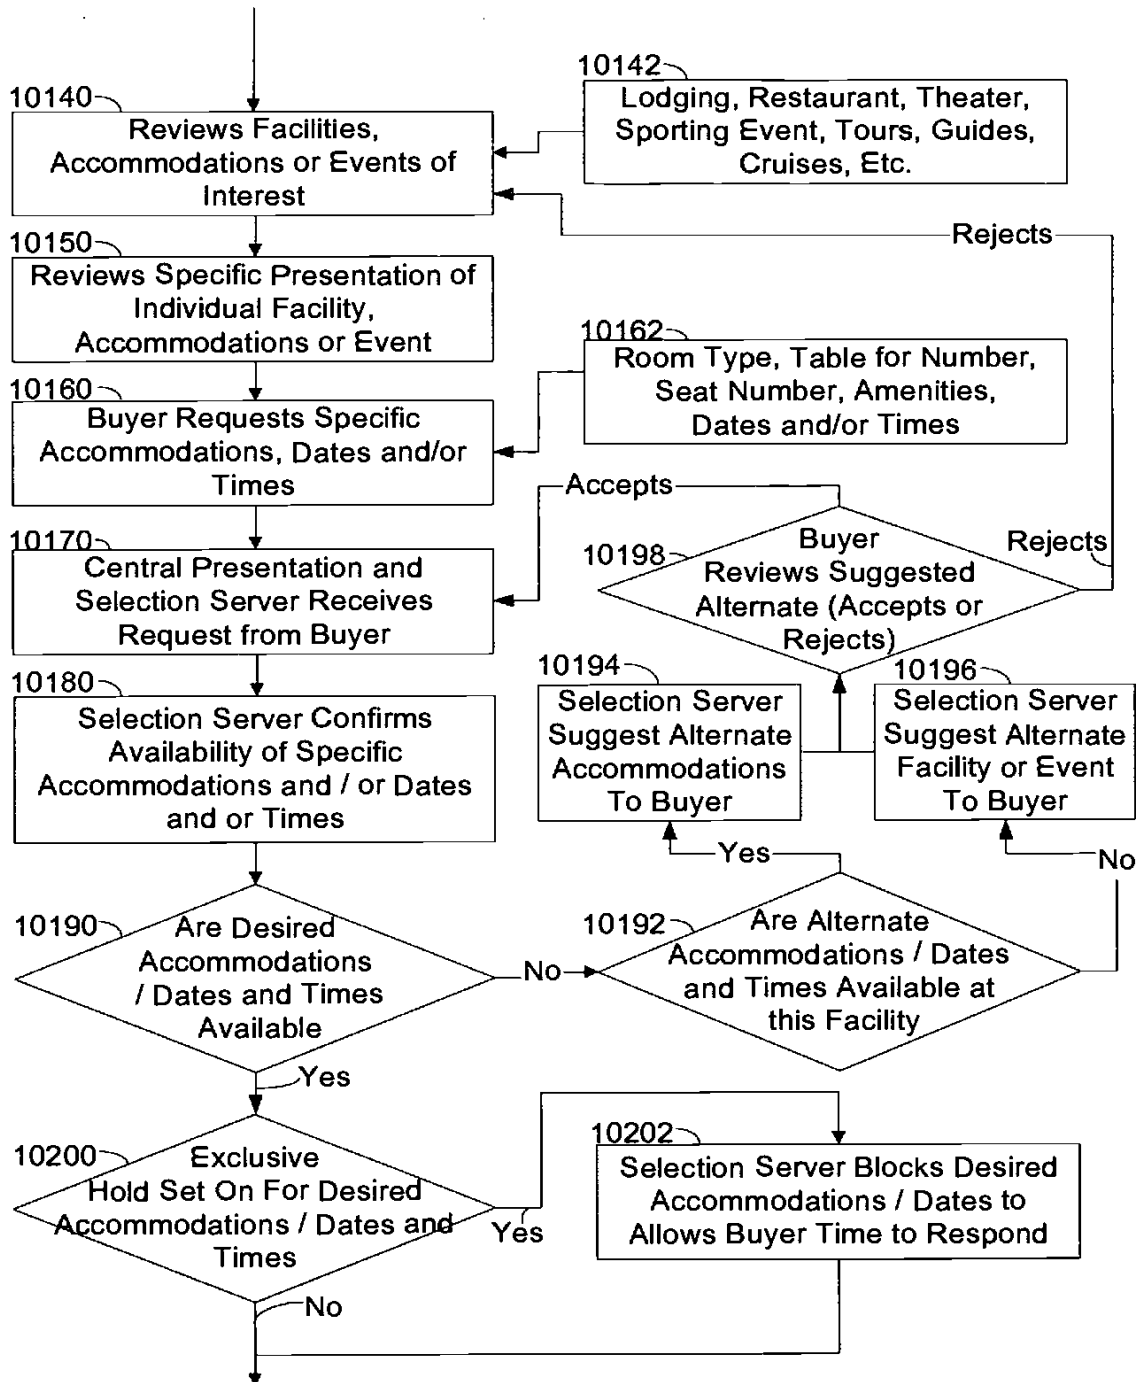 10140
Reviews Facilities,
Accommodations or Events of
Interest
10142
Lodging, Restaurant, Theater,
Sporting Event, Tours, Guides,
Cruises, Etc.
Rejects
10150
Reviews Specific Presentation of
Individual Facility,
Accommodations or Event
10160
Buyer Requests Specific
Accommodations, Dates and/or
Times
10162
Room Type, Table for Number,
Seat Number, Amenities,
Dates and/or Times
Accepts
10170
Central Presentation and
Selection Server Receives
Request from Buyer
10198
Buyer
Reviews Suggested
Alternate (Accepts or
Rejects)
Rejects
10180
Selection Server Confirms
Availability of Specific
Accommodations and / or Dates
and or Times
10194
Selection Server
Suggest Alternate
Accommodations
To Buyer
10196
Selection Server
Suggest Alternate
Facility or Event
To Buyer
Yes
No
10190
Are Desired
Accommodations
/ Dates and Times
Available
No
10192
Are Alternate
Accommodations / Dates
and Times Available at
this Facility
Yes
10200
Exclusive
Hold Set On For Desired
Accommodations / Dates and
Times
Yes
10202
Selection Server Blocks Desired
Accommodations / Dates to
Allows Buyer Time to Respond
No